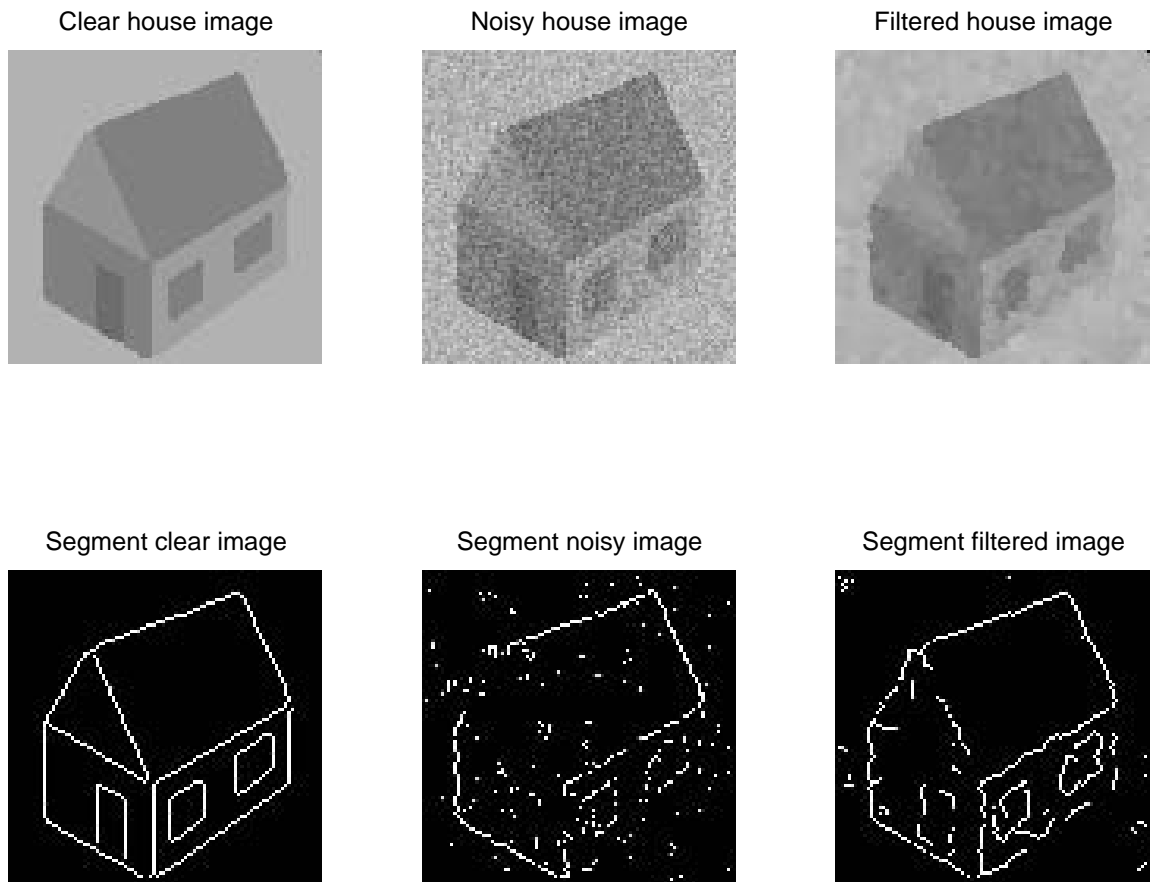 Clear house image
Noisy house image
Filtered house image
Segment clear image
Segment noisy image
Segment filtered image